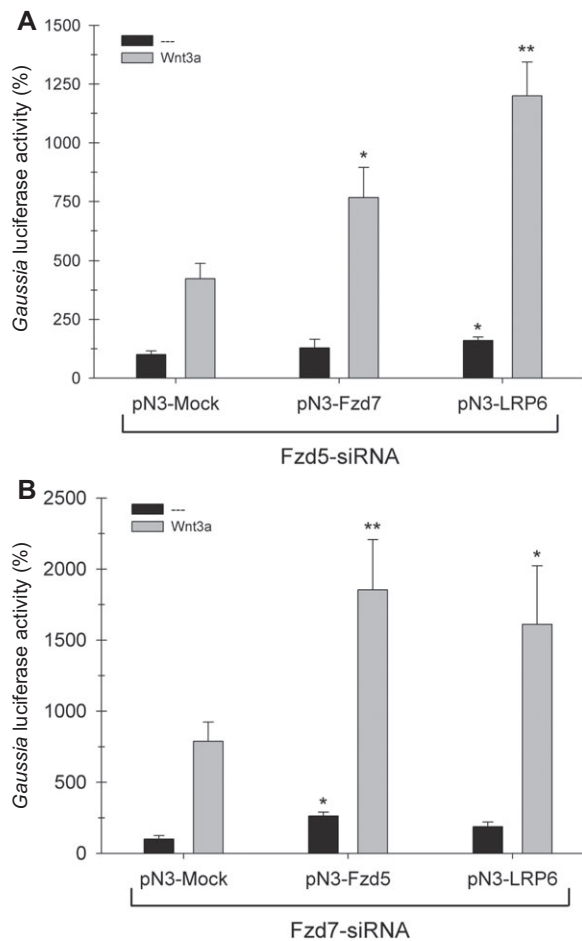 A
Gaussia luciferase activity (%)
1500
1250
1000
750
500
250
0
---
Wnt3a
*
*
**
pN3-Mock pN3-Fzd7 pN3-LRP6
Fzd5-siRNA
B
Gaussia luciferase activity (%)
2500
2000
1500
1000
500
0
---
Wnt3a
*
**
*
pN3-Mock pN3-Fzd5 pN3-LRP6
Fzd7-siRNA